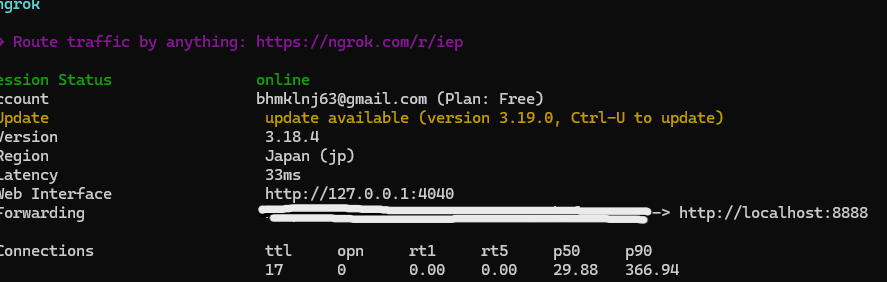 ngrok
Route traffic by anything: https://ngrok.com/r/iep
ession Status online
ccount bhmklnj63@gmail.com (Plan: Free)
Update update available (version 3.19.0, Ctrl-U to update)
Version 3.18.4
Region Japan (jp)
Latency 33ms
Web Interface http://127.0.0.1:4040
Forwarding -> http://localhost:8888
Connections ttl opn rt1 rt5 p50 p90
17 0 0.00 0.00 29.88 366.94